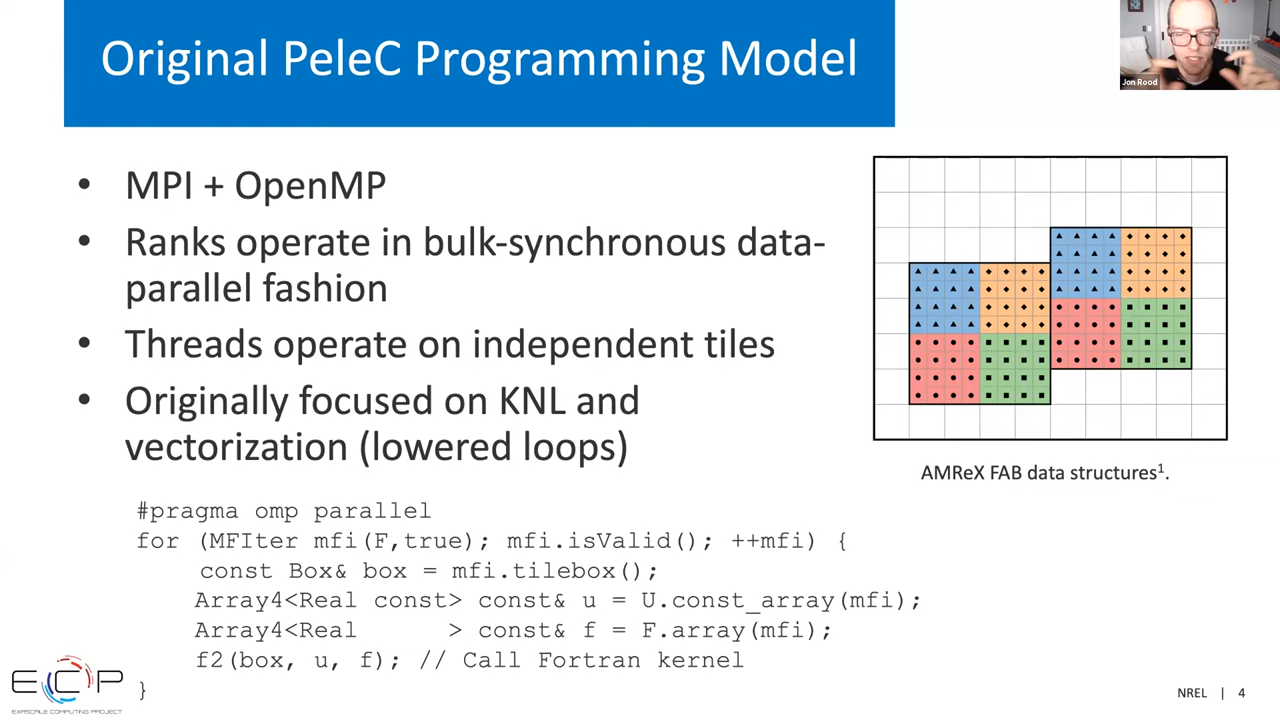 Original PeleC Programming Model
Jon Rood
• MPI + OpenMP
• Ranks operate in bulk-synchronous data-
parallel fashion
• Threads operate on independent tiles
• Originally focused on KNL and
vectorization (lowered loops)
AMReX FAB data structures¹.
#pragma omp parallel
for (MFIter mfi(F,true); mfi.isValid(); ++mfi) {
const Box& box = mfi.tilebox();
Array4<Real const> const& u = U.const_array(mfi);
Array4<Real      > const& f = F.array(mfi);
f2(box, u, f); // Call Fortran kernel
}
ECP
EXASCALE COMPUTING PROJECT
NREL | 4